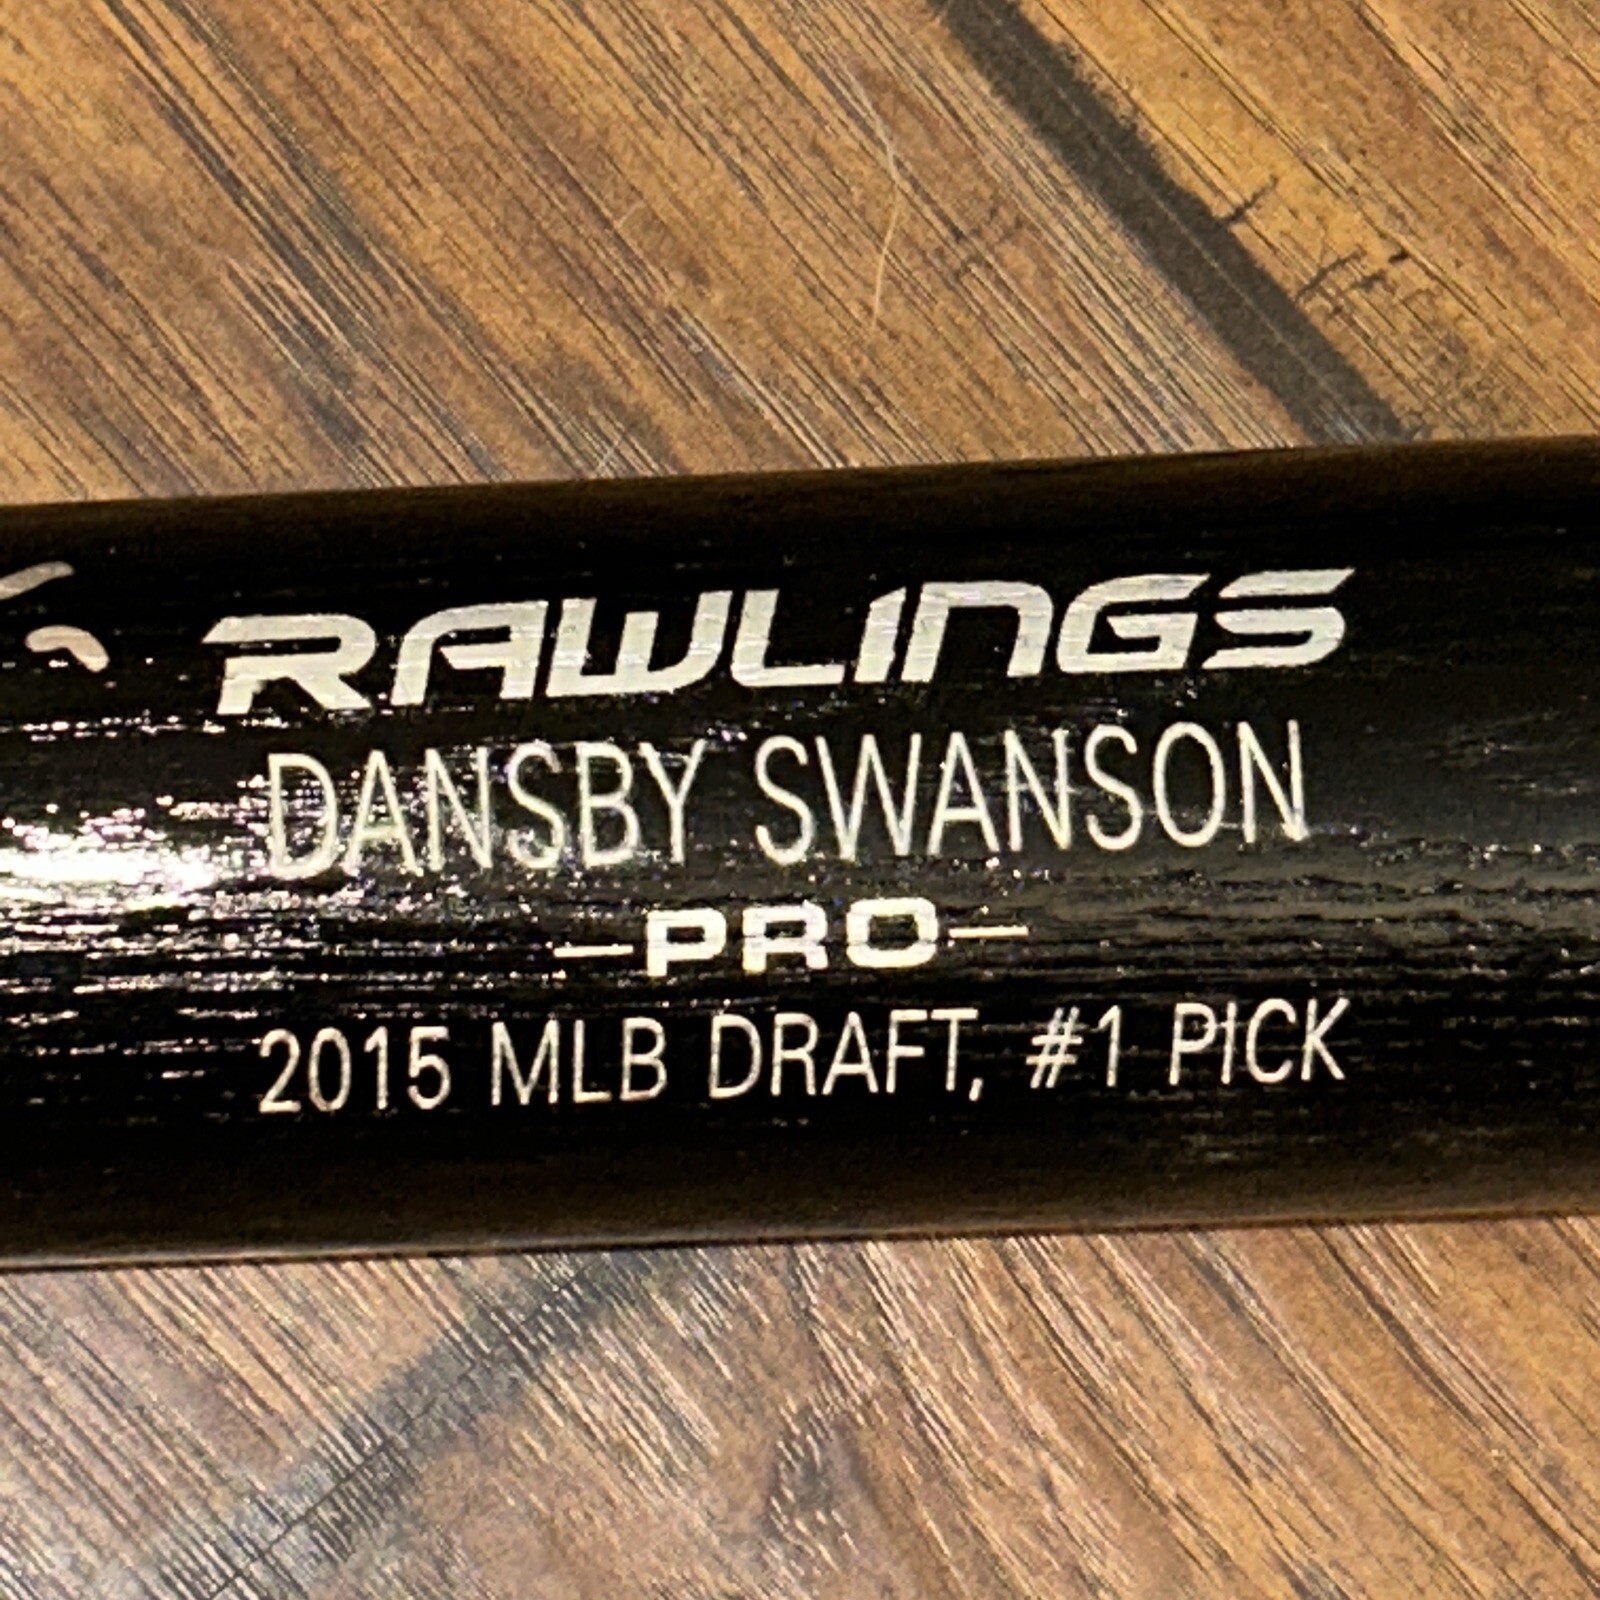 RAWLINGS
DANSBY SWANSON
-PRO-
2015 MLB DRAFT, #1 PICK